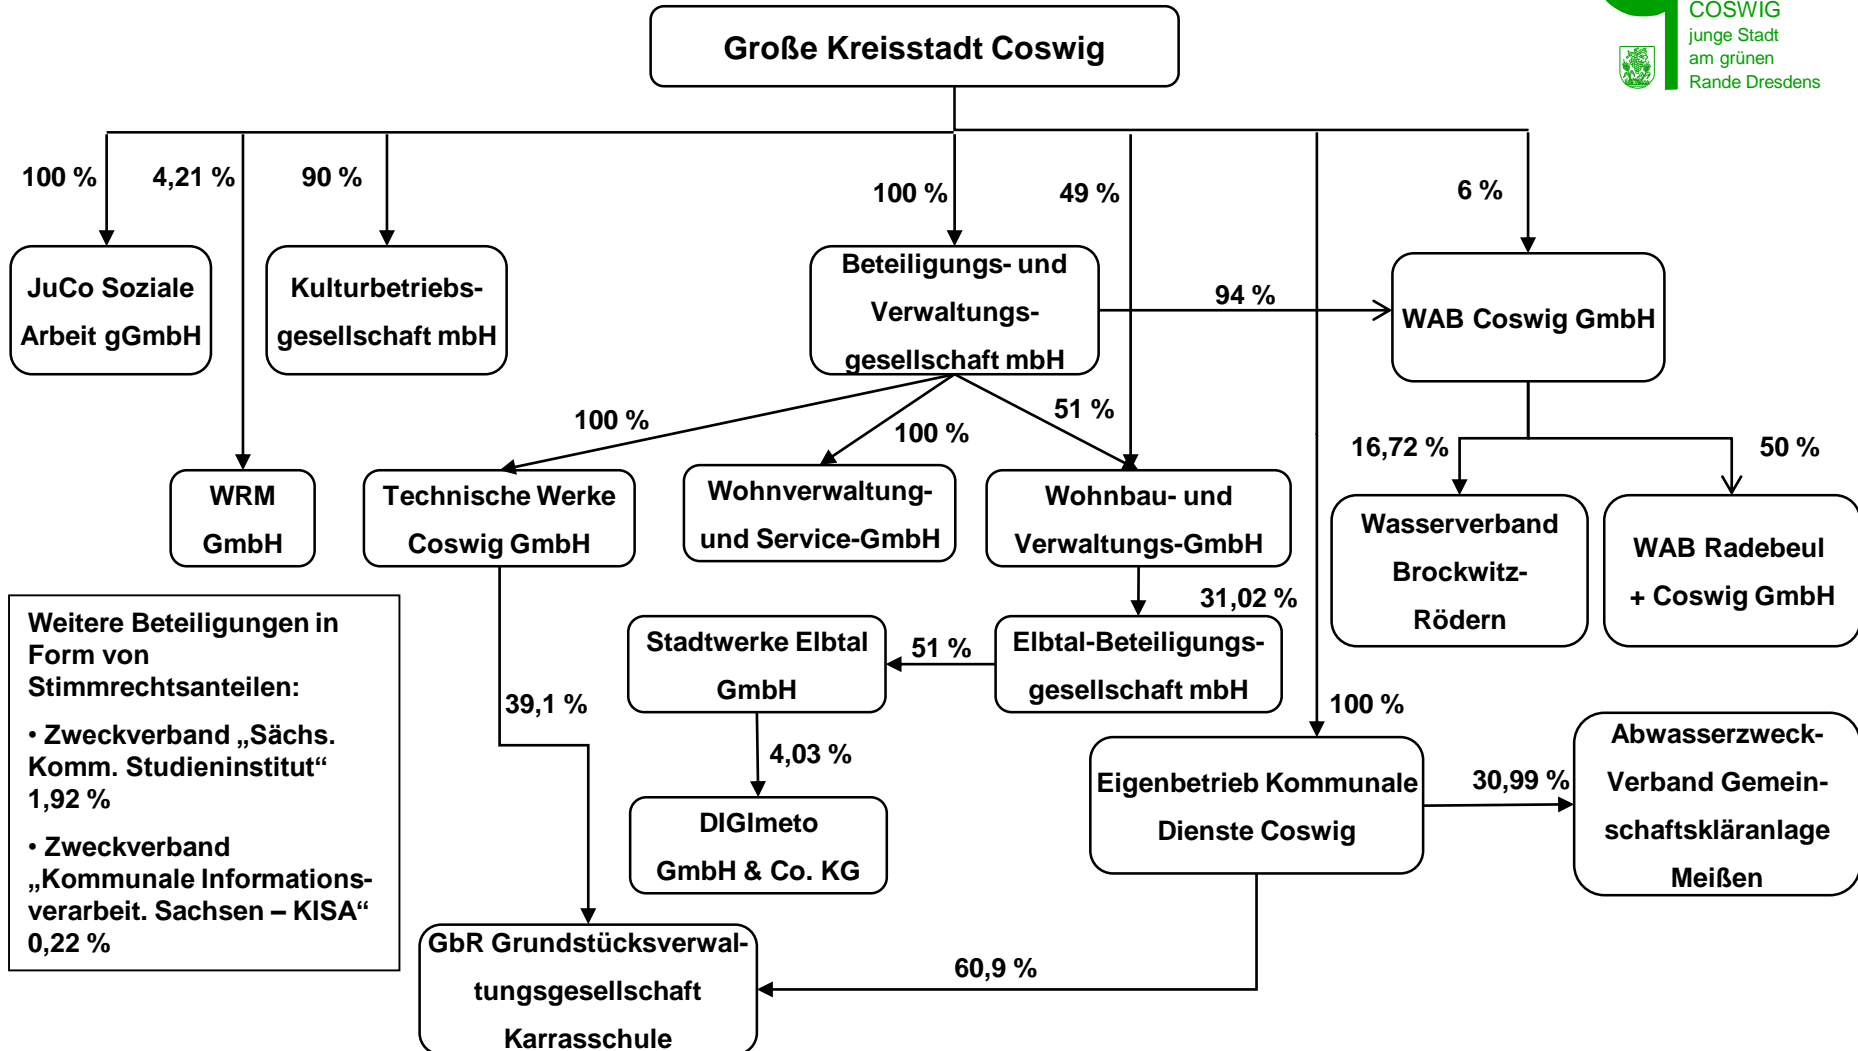 Große Kreisstadt Coswig
COSWIG
junge Stadt
am grünen
Rande Dresdens
100 %
4,21 %
90 %
100 %
49 %
6 %
JuCo Soziale
Arbeit gGmbH
Kulturbetriebs-
gesellschaft mbH
Beteiligungs- und
Verwaltungs-
gesellschaft mbH
94 %
WAB Coswig GmbH
100 %
100 %
51 %
16,72 %
50 %
WRM
GmbH
Technische Werke
Coswig GmbH
Wohnverwaltung-
und Service-GmbH
Wohnbau- und
Verwaltungs-GmbH
Wasserverband
Brockwitz-
Rödern
WAB Radebeul
+ Coswig GmbH
31,02 %
Weitere Beteiligungen in
Form von
Stimmrechtsanteilen:
• Zweckverband „Sächs.
Komm. Studieninstitut“
1,92 %
• Zweckverband
„Kommunale Informations-
verarbeit. Sachsen – KISA“
0,22 %
Stadtwerke Elbtal
GmbH
51 %
Elbtal-Beteiligungs-
gesellschaft mbH
39,1 %
100 %
4,03 %
DIGImeto
GmbH & Co. KG
Eigenbetrieb Kommunale
Dienste Coswig
30,99 %
Abwasserzweck-
Verband Gemein-
schaftskläranlage
Meißen
GbR Grundstücksverwal-
tungsgesellschaft
Karrasschule
60,9 %